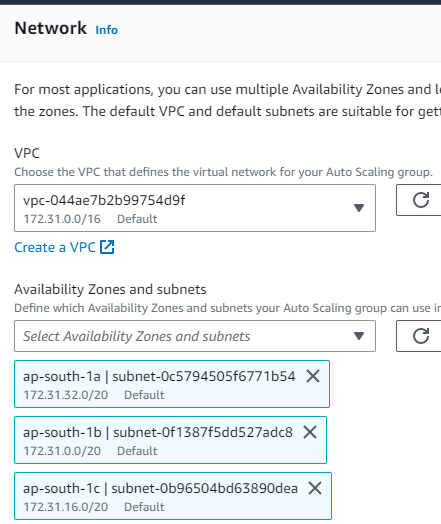 Network Info
For most applications, you can use multiple Availability Zones and
the zones. The default VPC and default subnets are suitable for
VPC
Choose the VPC that defines the virtual network for your Auto Scaling group.
vpc-044ae7b2b99754d9f
172.31.0.0/16 Default
Create a VPC
Availability Zones and subnets
Define which Availability Zones and subnets your Auto Scaling group can use
Select Availability Zones and subnets
ap-south-1a | subnet-0c5794505f6771b54
172.31.32.0/20 Default
ap-south-1b | subnet-0f1387f5dd527adc8
172.31.0.0/20 Default
ap-south-1c | subnet-0b96504bd63890dea
172.31.16.0/20 Default